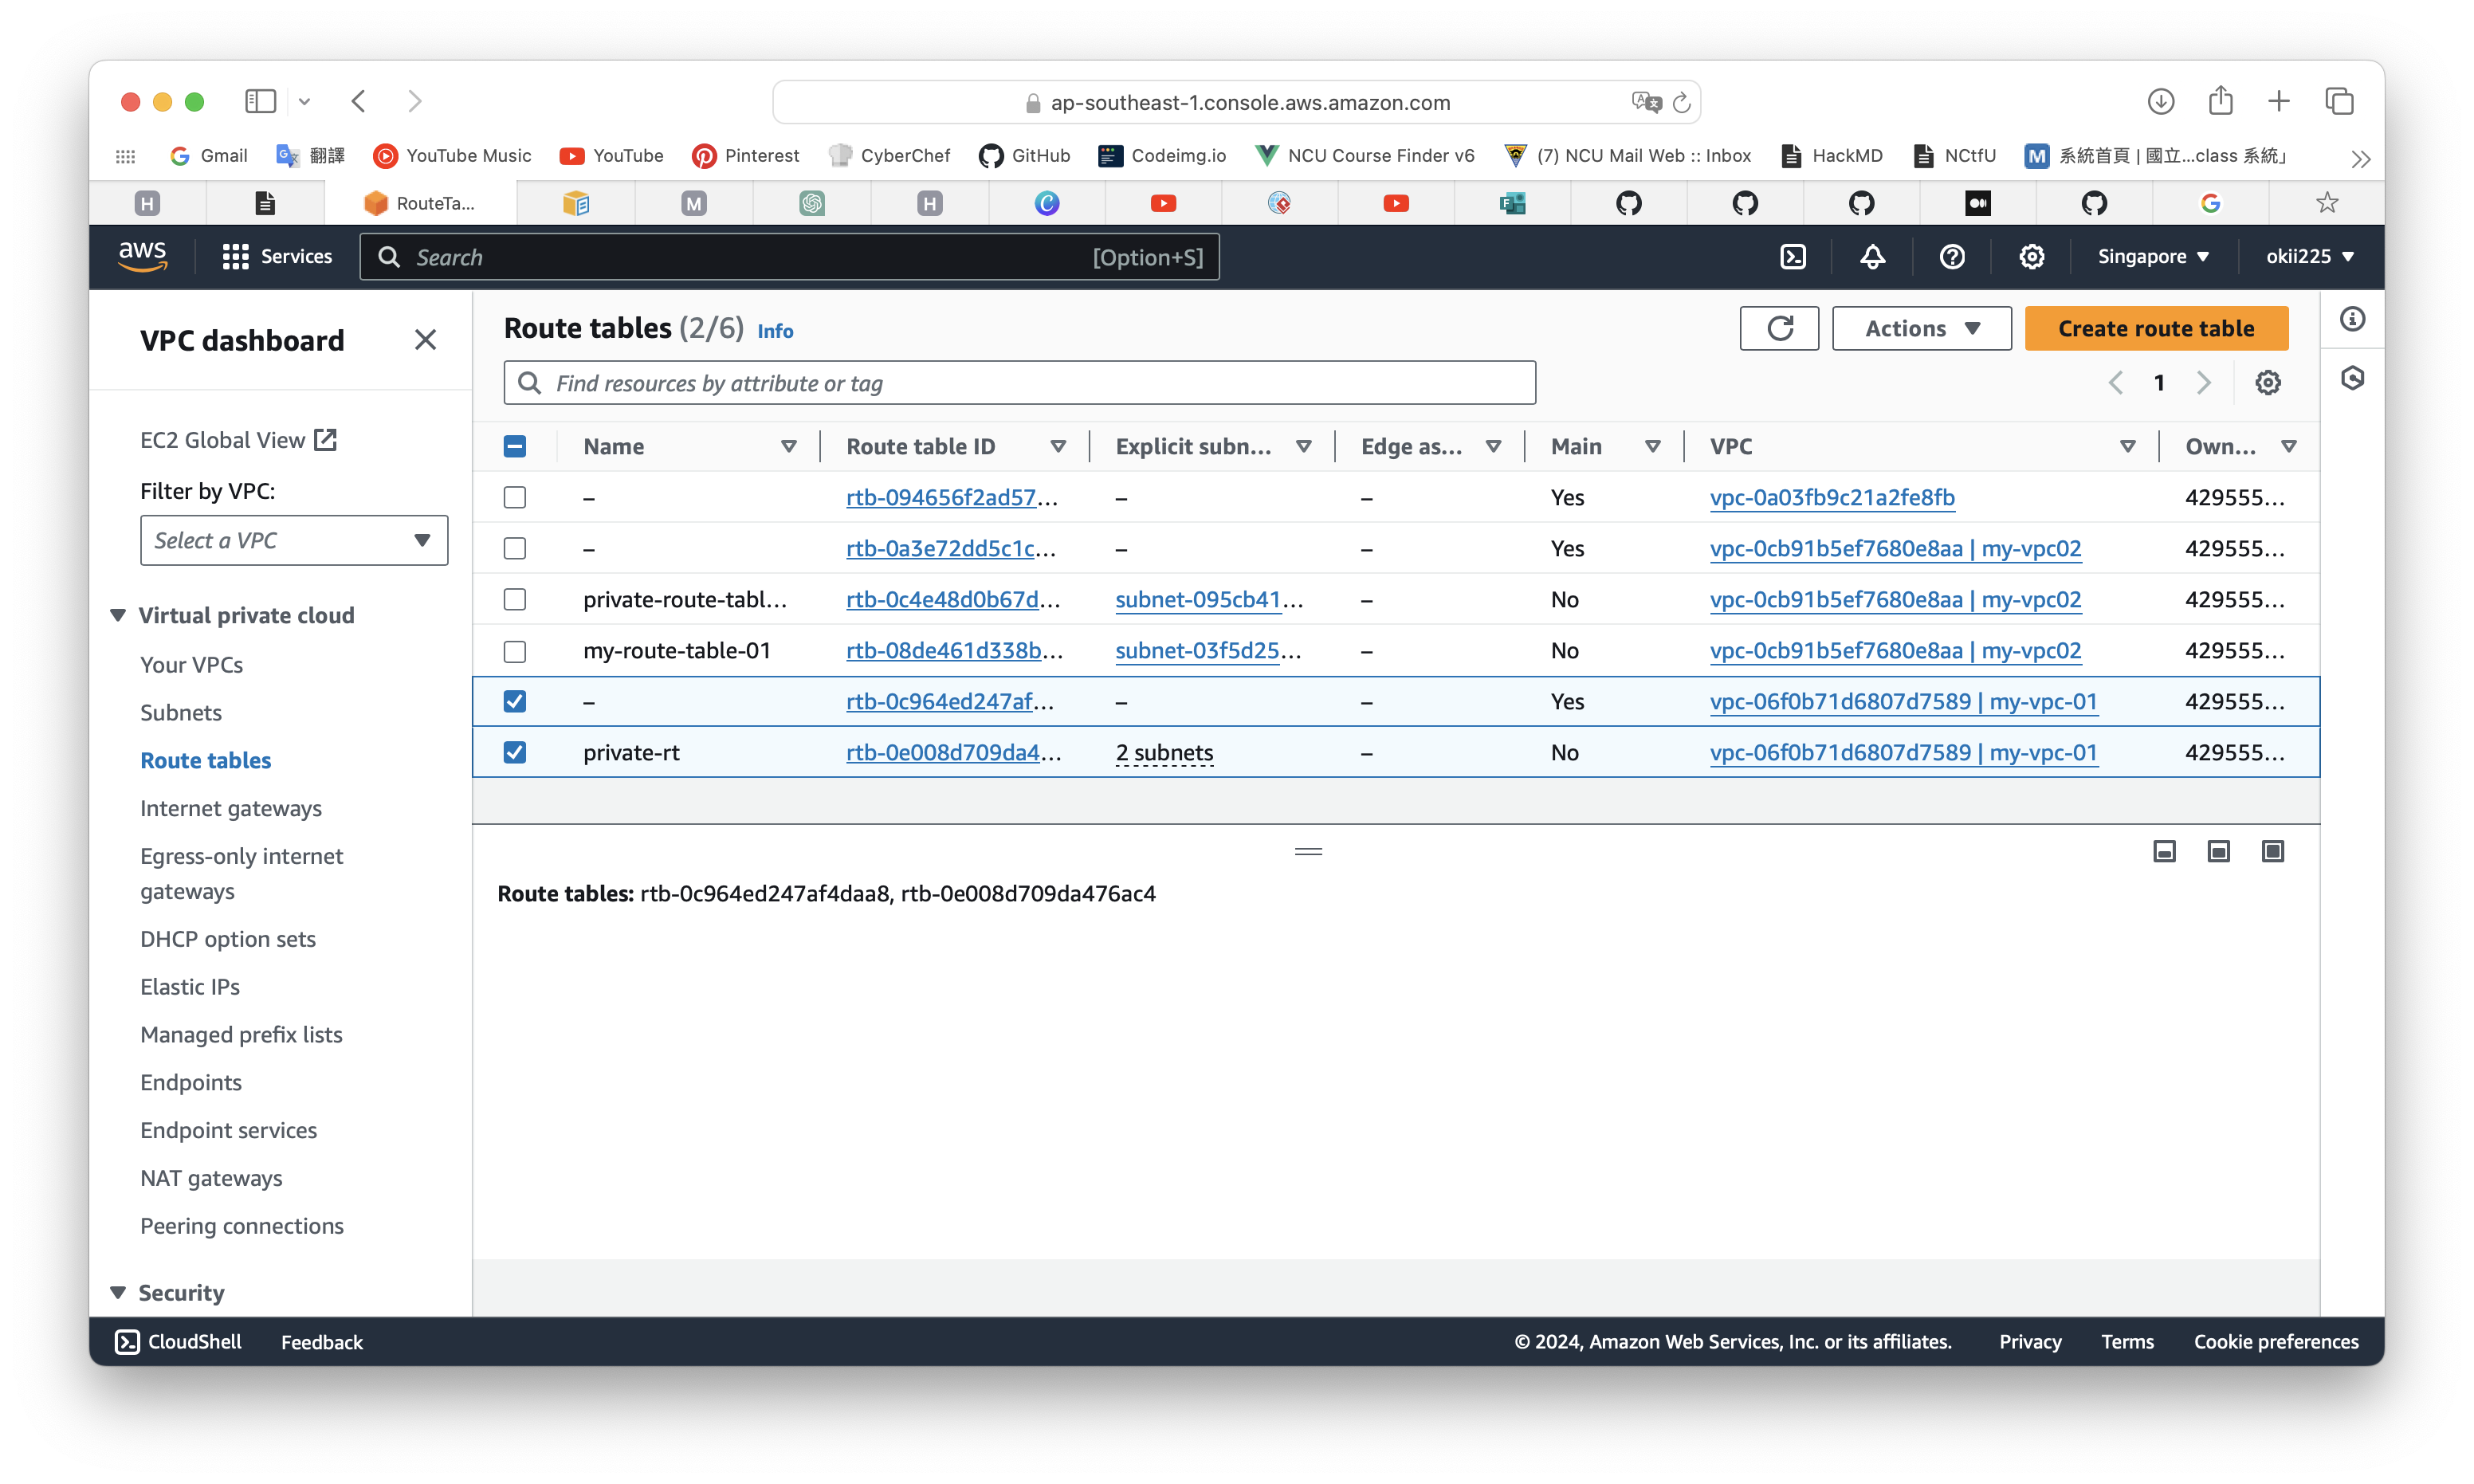 ap-southeast-1.console.aws.amazon.com
Gmail 翻譯 YouTube Music YouTube Pinterest CyberChef GitHub Codeimg.io NCU Course Finder v6 (7) NCU Mail Web :: Inbox HackMD NCtfU M 系統首頁 | 國立...class 系統」
H RouteTa... M H
aws Services Search [Option+S] Singapore okii225
VPC dashboard
EC2 Global View
Filter by VPC:
Select a VPC
Virtual private cloud
Your VPCs
Subnets
Route tables
Internet gateways
Egress-only internet
gateways
DHCP option sets
Elastic IPs
Managed prefix lists
Endpoints
Endpoint services
NAT gateways
Peering connections
Security
Route tables (2/6) Info
Actions
Create route table
Find resources by attribute or tag
1
Name Route table ID Explicit subn... Edge as... Main VPC Own...
– rtb-094656f2ad57... – – Yes vpc-0a03fb9c21a2fe8fb 429555...
– rtb-0a3e72dd5c1c... – – Yes vpc-0cb91b5ef7680e8aa | my-vpc02 429555...
private-route-tabl... rtb-0c4e48d0b67d... subnet-095cb41... – No vpc-0cb91b5ef7680e8aa | my-vpc02 429555...
my-route-table-01 rtb-08de461d338b... subnet-03f5d25... – No vpc-0cb91b5ef7680e8aa | my-vpc02 429555...
– rtb-0c964ed247af... – – Yes vpc-06f0b71d6807d7589 | my-vpc-01 429555...
private-rt rtb-0e008d709da4... 2 subnets – No vpc-06f0b71d6807d7589 | my-vpc-01 429555...
Route tables: rtb-0c964ed247af4daa8, rtb-0e008d709da476ac4
CloudShell Feedback © 2024, Amazon Web Services, Inc. or its affiliates. Privacy Terms Cookie preferences